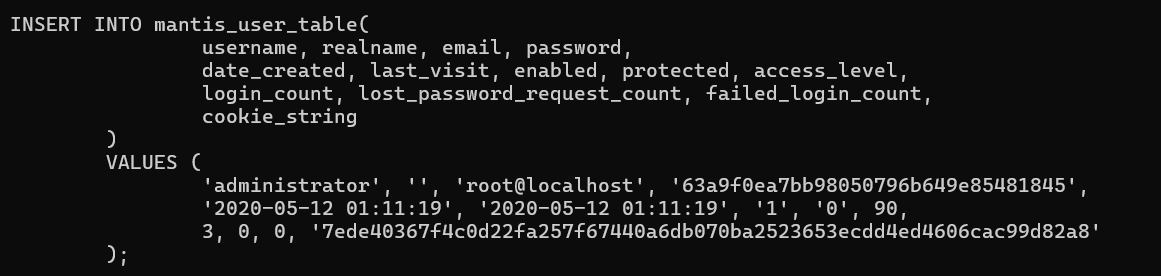 INSERT INTO mantis_user_table(
username, realname, email, password,
date_created, last_visit, enabled, protected, access_level,
login_count, lost_password_request_count, failed_login_count,
cookie_string
)
VALUES (
'administrator', '', 'root@localhost', '63a9f0ea7bb98050796b649e85481845',
'2020-05-12 01:11:19', '2020-05-12 01:11:19', '1', '0', 90,
3, 0, 0, '7ede40367f4c0d22fa257f67440a6db070ba2523653ecdd4ed4606cac99d82a8'
);